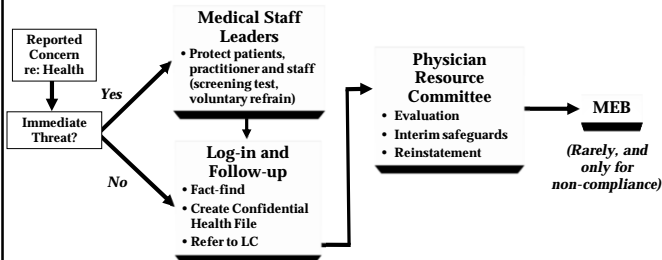 Reported
Concern
re: Health
Immediate
Threat?
Yes
No
Medical Staff
Leaders
• Protect patients,
practitioner and staff
(screening test,
voluntary refrain)
Log-in and
Follow-up
• Fact-find
• Create Confidential
Health File
• Refer to LC
Physician
Resource
Committee
• Evaluation
• Interim safeguards
• Reinstatement
MEB
(Rarely, and
only for
non-compliance)